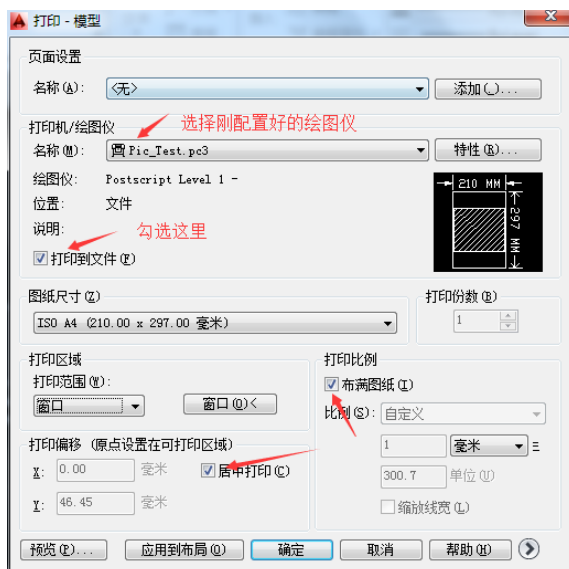 打印 - 模型
页面设置
名称(A): <无> 添加(.)...
打印机/绘图仪 选择刚配置好的绘图仪
名称(M): Pic_Test.pc3 特性(R)...
绘图仪: Postscript Level 1 -
位置: 文件
说明: 勾选这里
打印到文件(F)
210 MM
297 MM
图纸尺寸(Z) 打印份数(B)
ISO A4 (210.00 x 297.00 毫米) 1
打印区域 打印比例
打印范围(W): 布满图纸(I)
窗口 窗口(O)< 比例(S): 自定义
打印偏移 (原点设置在可打印区域) 1 毫米 =
X: 0.00 毫米 居中打印(C) 300.7 单位(U)
Y: 46.45 毫米 缩放线宽(L)
预览(P)... 应用到布局(O) 确定 取消 帮助(H)